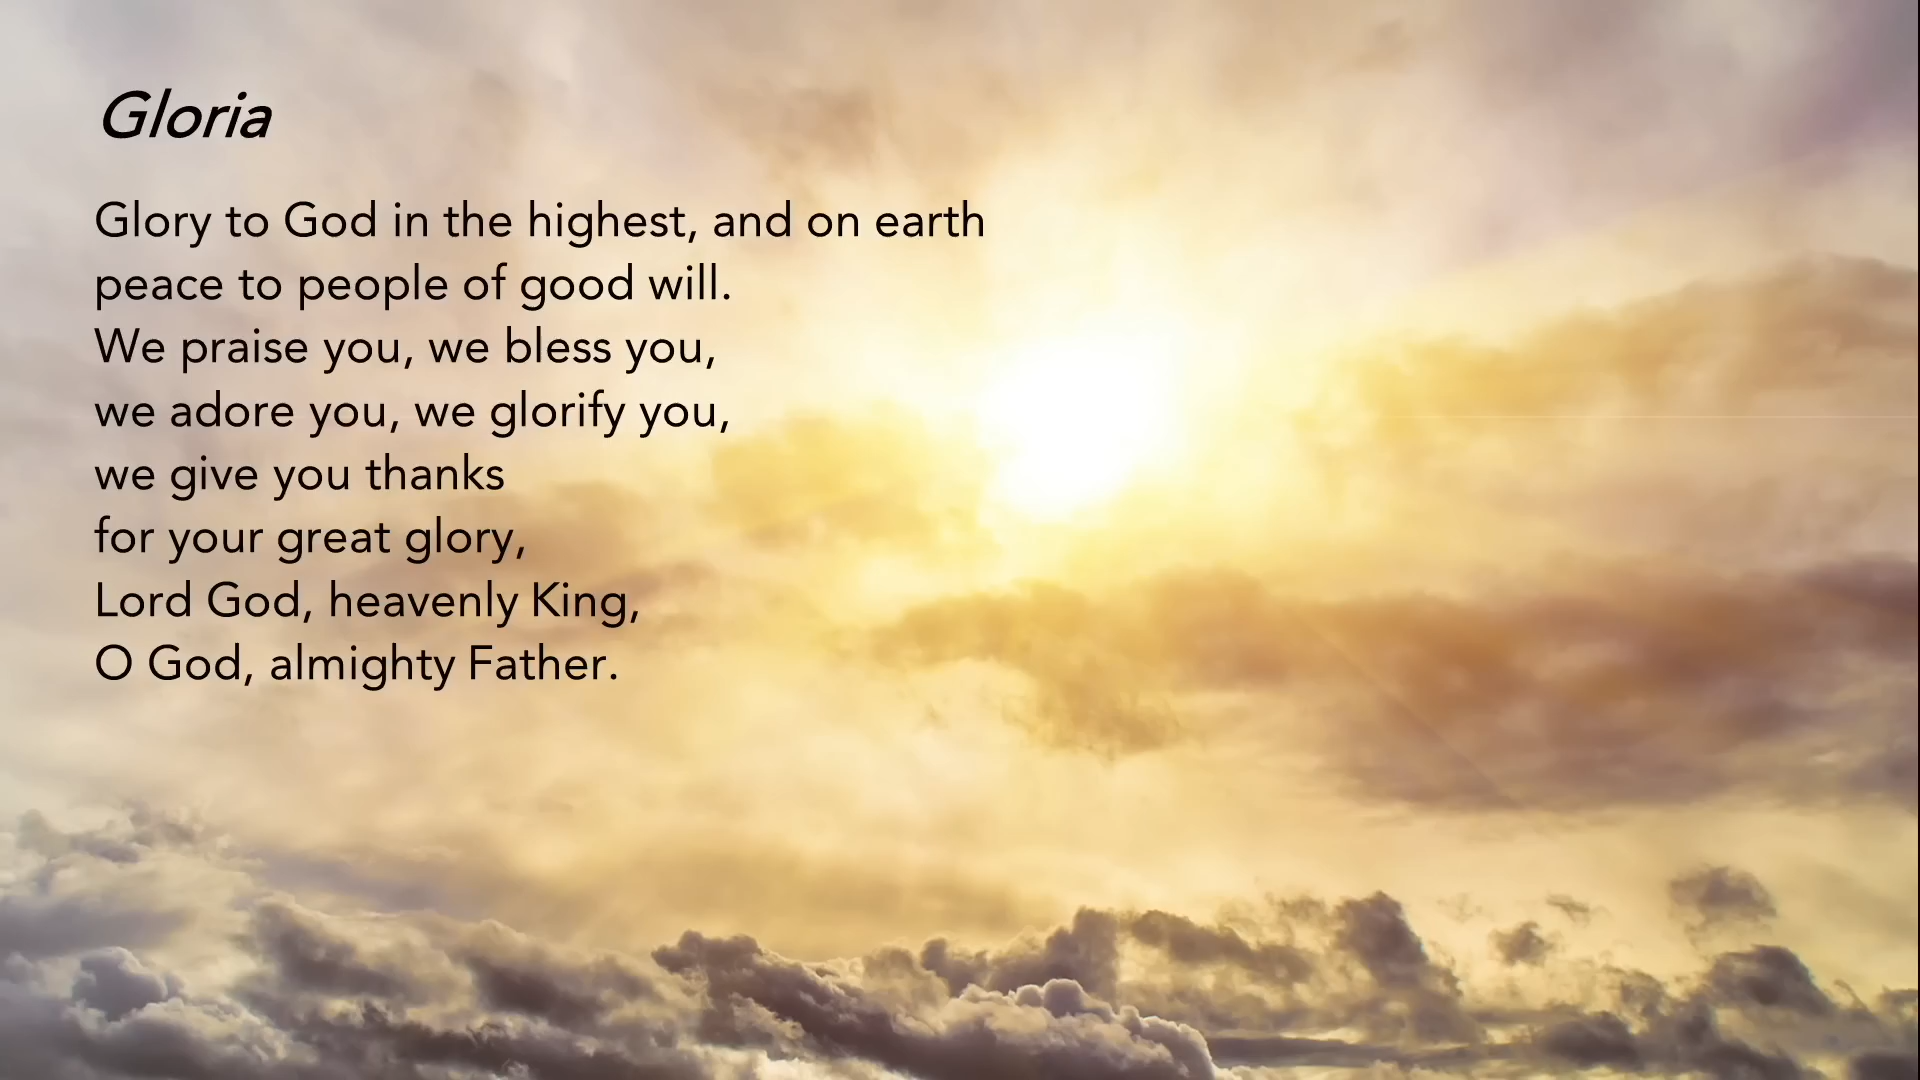 Gloria
Glory to God in the highest, and on earth
peace to people of good will.
We praise you, we bless you,
we adore you, we glorify you,
we give you thanks
for your great glory,
Lord God, heavenly King,
O God, almighty Father.